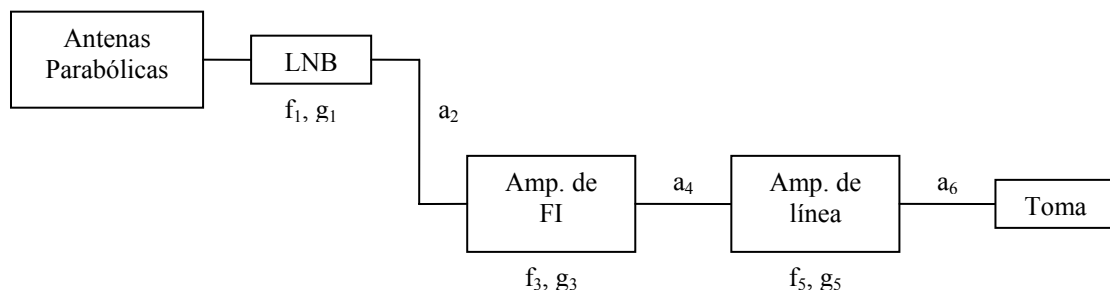 Antenas
Parabólicas
LNB
f₁, g₁
a₂
Amp. de
FI
a₄
Amp. de
línea
a₆
Toma
f₃, g₃
f₅, g₅